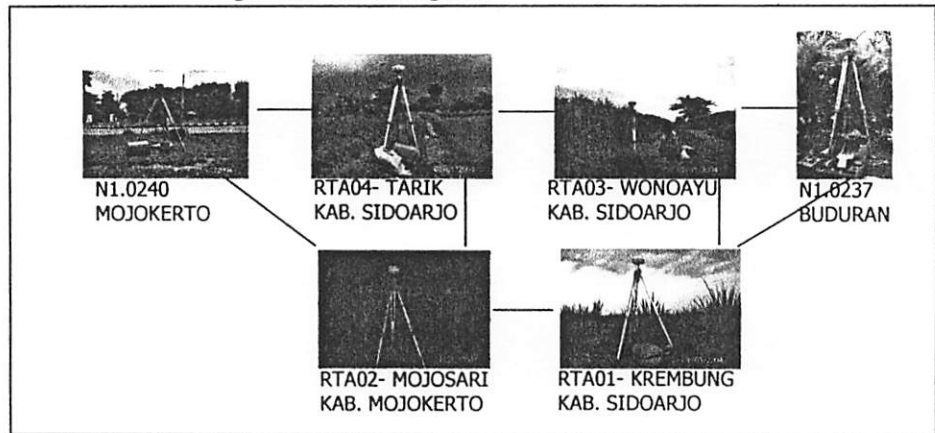 N1.0240
MOJOKERTO
RTA04- TARIK
KAB. SIDOARJO
RTA03- WONOAYU
KAB. SIDOARJO
N1.0237
BUDURAN
RTA02- MOJOSARI
KAB. MOJOKERTO
RTA01- KREMBUNG
KAB. SIDOARJO